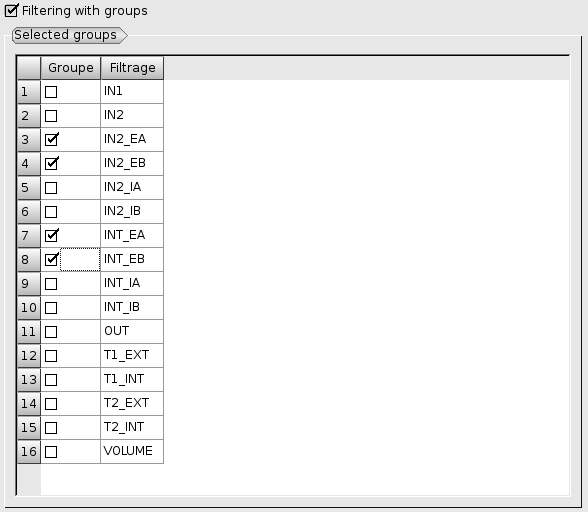 Filtering with groups
Selected groups
Groupe Filtrage
1 IN1
2 IN2
3 IN2_EA
4 IN2_EB
5 IN2_IA
6 IN2_IB
7 INT_EA
8 INT_EB
9 INT_IA
10 INT_IB
11 OUT
12 T1_EXT
13 T1_INT
14 T2_EXT
15 T2_INT
16 VOLUME